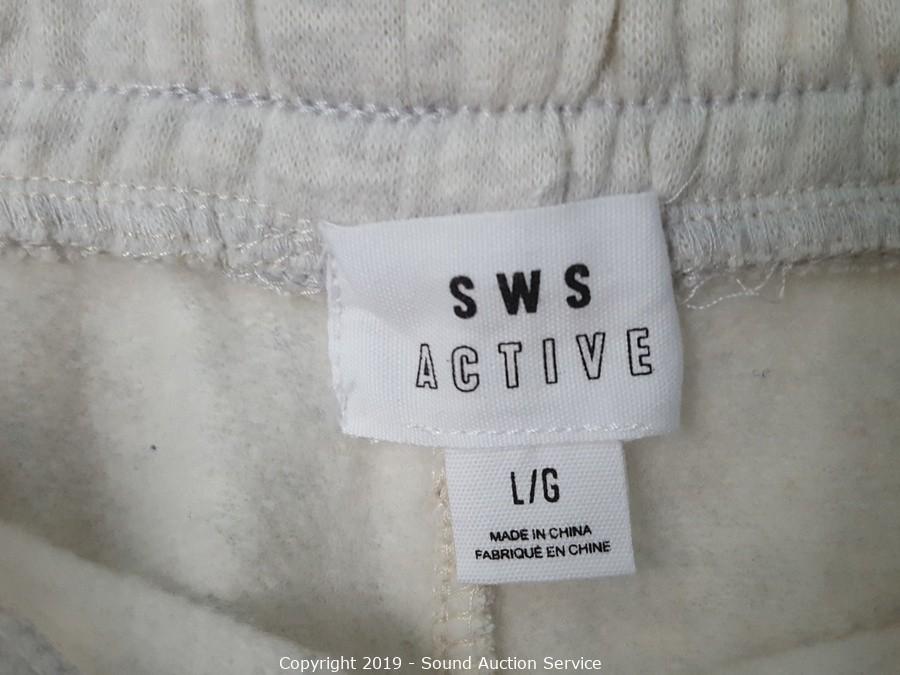 SWS
ACTIVE
L/G
MADE IN CHINA
FABRIQUÉ EN CHINE
Copyright 2019 - Sound Auction Service